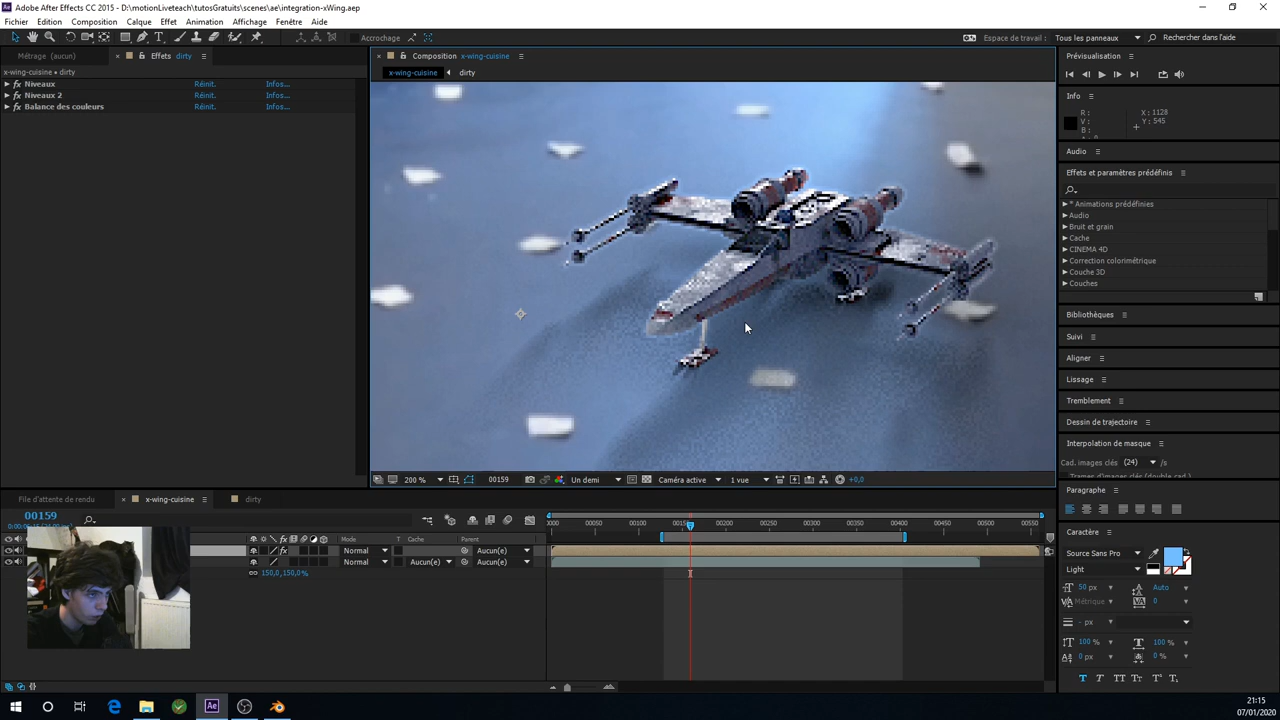 Adobe After Effects CC 2015 - D:\motionLiveteach\tutosGratuits\scenes\ae\integration-xWing.aep
Fichier Edition Composition Calque Effet Animation Affichage Fenêtre Aide
Accrochage
Espace de travail : Tous les panneaux
Rechercher dans l'aide
Métrage (aucun)
Effets dirty
Composition x-wing-cuisine
x-wing-cuisine • dirty
x-wing-cuisine dirty
fx Niveaux Réinit. Infos...
fx Niveaux 2 Réinit. Infos...
fx Balance des couleurs Réinit. Infos...
Prévisualisation
Info
R :
V :
B :
X : 1128
Y : 545
Audio
Effets et paramètres prédéfinis
* Animations prédéfinies
Audio
Bruit et grain
Cache
CINEMA 4D
Correction colorimétrique
Couche 3D
Couches
Bibliothèques
Suivi
Aligner
Lissage
Tremblement
Dessin de trajectoire
Interpolation de masque
Cad. images clés (24) /s
Paragraphe
Caractère
Source Sans Pro
Light
50 px Auto
Métrique 0
- px
100 % 100 %
0 px 0 %
T T TT Tт T¹ T₁
200 % 00159 Un demi Caméra active 1 vue +0,0
File d'attente de rendu x-wing-cuisine dirty
00159
Mode T Cache Parent
Normal Aucun(e)
Normal Aucun(e) Aucun(e)
150,0,150,0%
00050 00100 00200 00250 00300 00350 00400 00450 00500 00550
21:15
07/01/2020